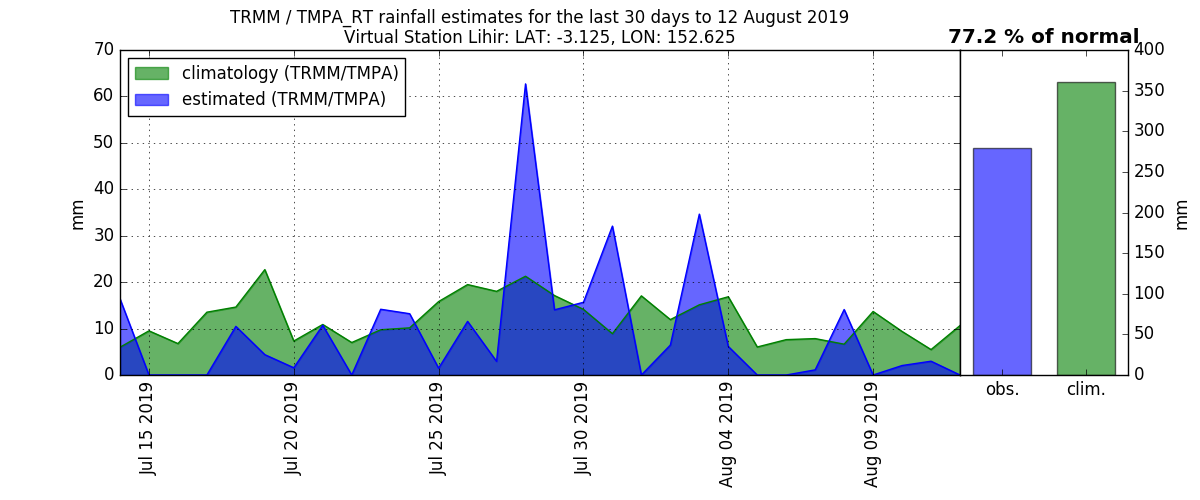 TRMM / TMPA_RT rainfall estimates for the last 30 days to 12 August 2019
Virtual Station Lihir: LAT: -3.125, LON: 152.625
77.2 % of normal
climatology (TRMM/TMPA)
estimated (TRMM/TMPA)
70
60
50
40
30
20
10
0
mm
Jul 15 2019
Jul 20 2019
Jul 25 2019
Jul 30 2019
Aug 04 2019
Aug 09 2019
400
350
300
250
200
150
100
50
0
mm
obs.
clim.